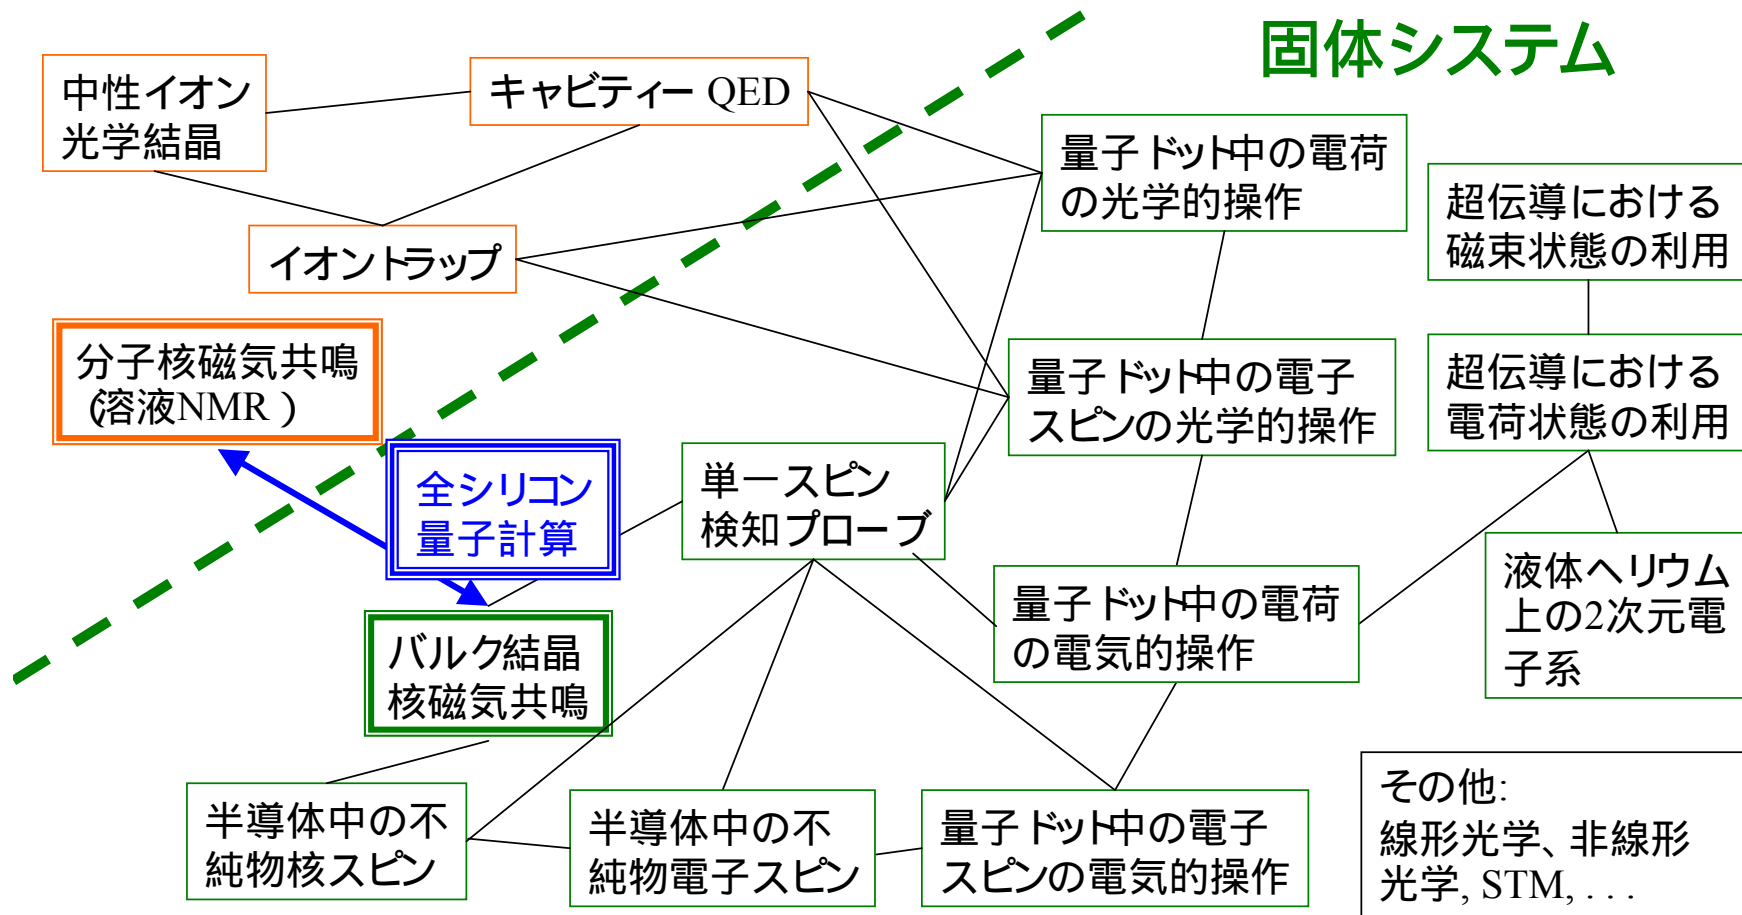 固体システム
中性イオン
光学結晶
キャビティー QED
イオントラップ
量子ドット中の電荷
の光学的操作
超伝導における
磁束状態の利用
分子核磁気共鳴
(溶液NMR )
量子ドット中の電子
スピンの光学的操作
超伝導における
電荷状態の利用
全シリコン
量子計算
単一スピン
検知プローブ
量子ドット中の電荷
の電気的操作
液体ヘリウム
上の2次元電
子系
バルク結晶
核磁気共鳴
半導体中の不
純物核スピン
半導体中の不
純物電子スピン
量子ドット中の電子
スピンの電気的操作
その他:
線形光学、非線形
光学, STM, . . .